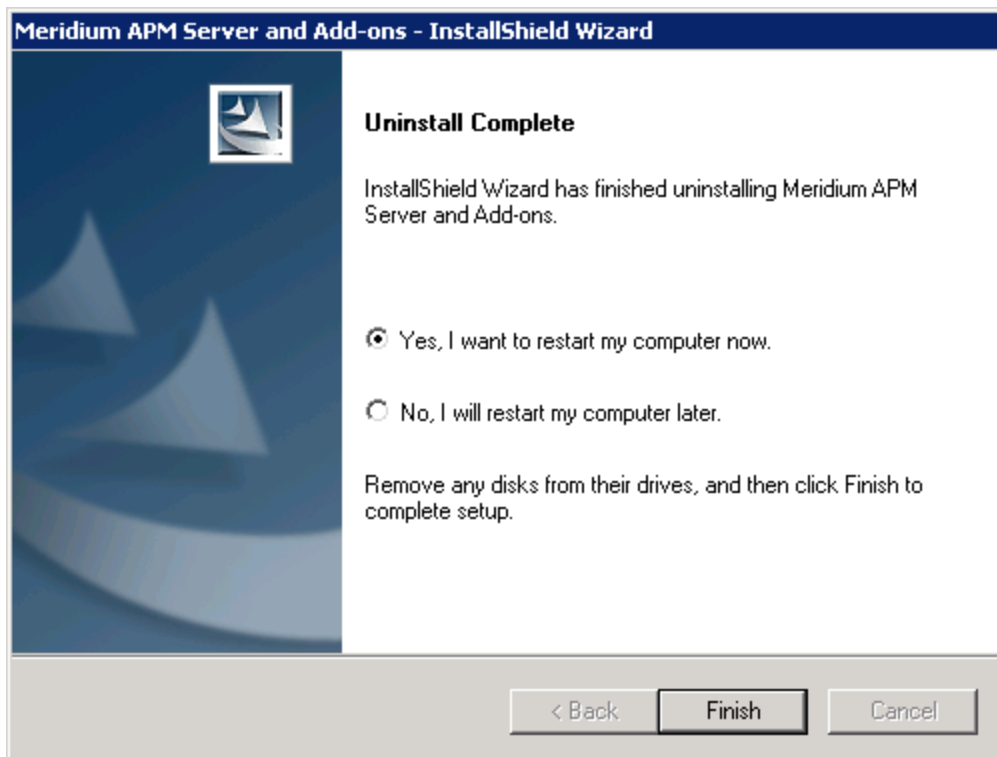 Meridium APM Server and Add-ons - InstallShield Wizard
Uninstall Complete
InstallShield Wizard has finished uninstalling Meridium APM
Server and Add-ons.
Yes, I want to restart my computer now.
No, I will restart my computer later.
Remove any disks from their drives, and then click Finish to
complete setup.
< Back
Finish
Cancel